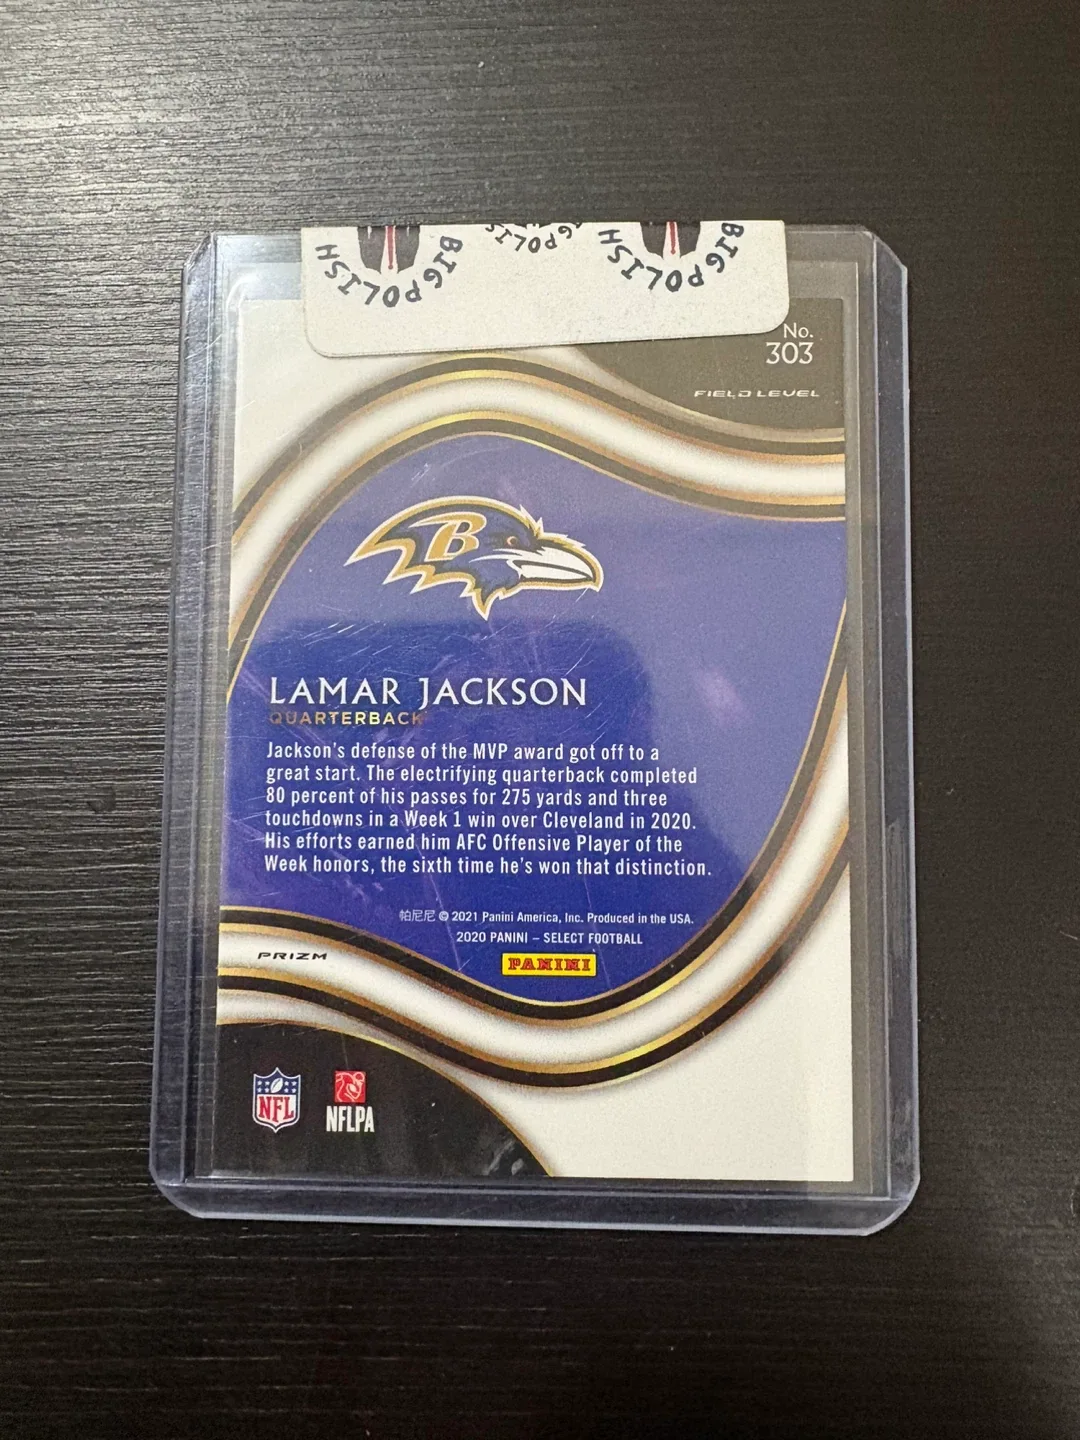 BIG POLISH
BIG POLISH
BIG POLISH
No.
303
FIELD LEVEL
B
LAMAR JACKSON
QUARTERBACK
Jackson's defense of the MVP award got off to a
great start. The electrifying quarterback completed
80 percent of his passes for 275 yards and three
touchdowns in a Week 1 win over Cleveland in 2020.
His efforts earned him AFC Offensive Player of the
Week honors, the sixth time he's won that distinction.
帕尼尼 © 2021 Panini America, Inc. Produced in the USA.
2020 PANINI – SELECT FOOTBALL
PANINI
PRIZM
NFL
NFLPA